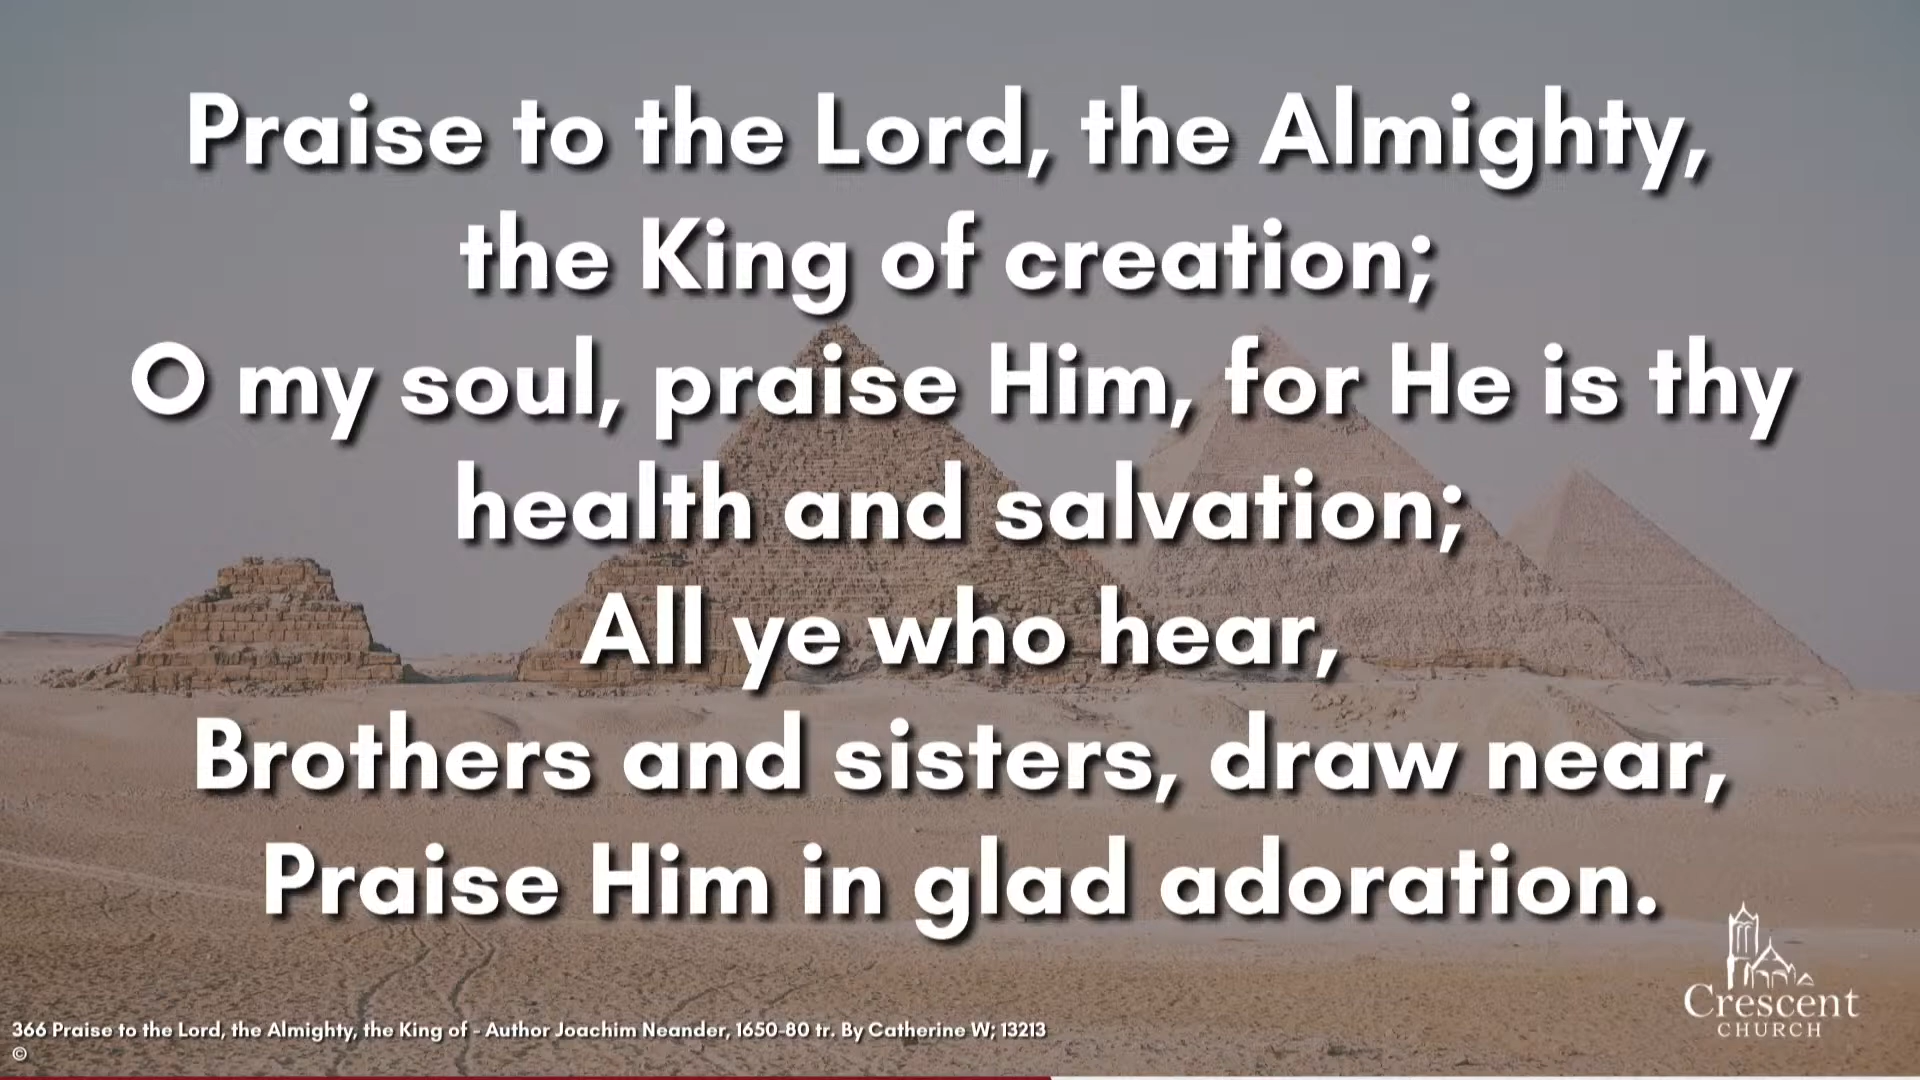 Praise to the Lord, the Almighty,
the King of creation;
O my soul, praise Him, for He is thy
health and salvation;
All ye who hear,
Brothers and sisters, draw near,
Praise Him in glad adoration.
Crescent
CHURCH
366 Praise to the Lord, the Almighty, the King of - Author Joachim Neander, 1650-80 tr. By Catherine W; 13213
©